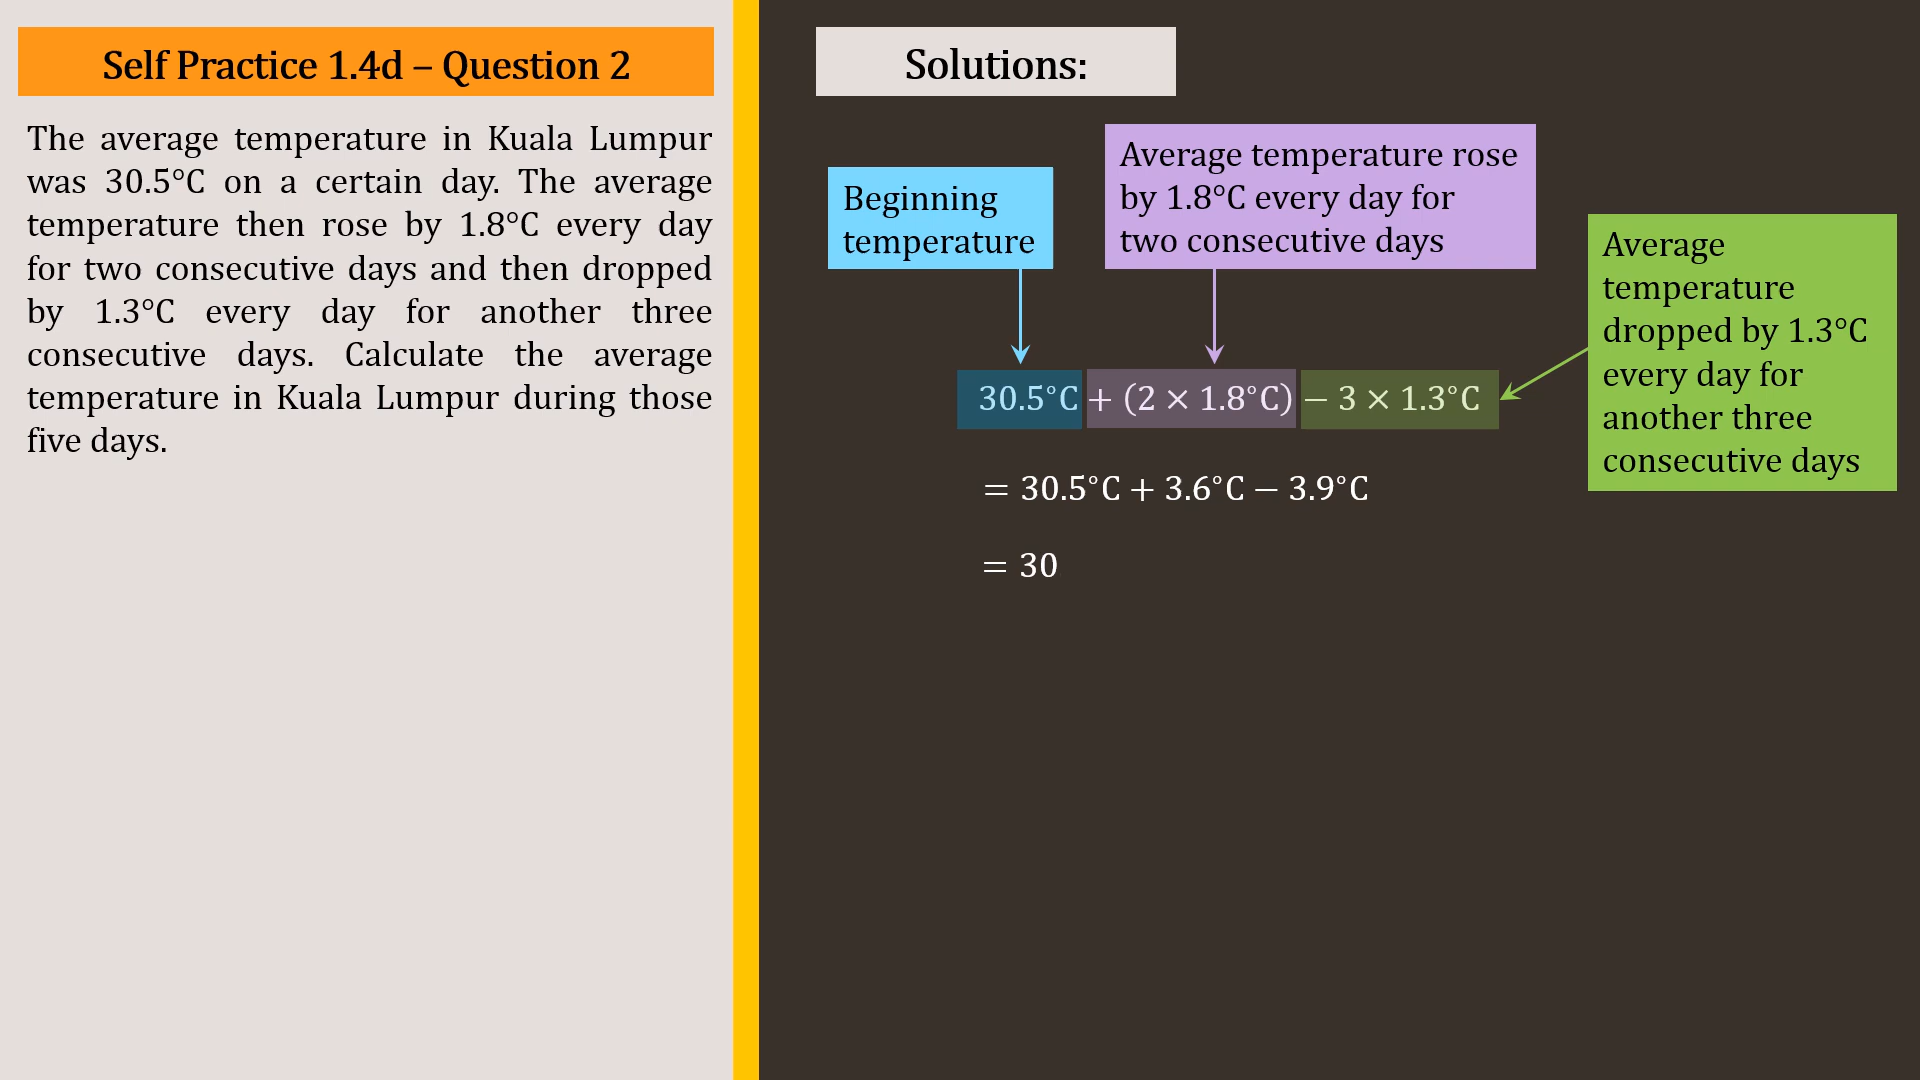 Self Practice 1.4d – Question 2
The average temperature in Kuala Lumpur
was 30.5°C on a certain day. The average
temperature then rose by 1.8°C every day
for two consecutive days and then dropped
by 1.3°C every day for another three
consecutive days. Calculate the average
temperature in Kuala Lumpur during those
five days.
Solutions:
Beginning
temperature
Average temperature rose
by 1.8°C every day for
two consecutive days
Average
temperature
dropped by 1.3°C
every day for
another three
consecutive days
30.5°C + (2 × 1.8°C) − 3 × 1.3°C
= 30.5°C + 3.6°C − 3.9°C
= 30